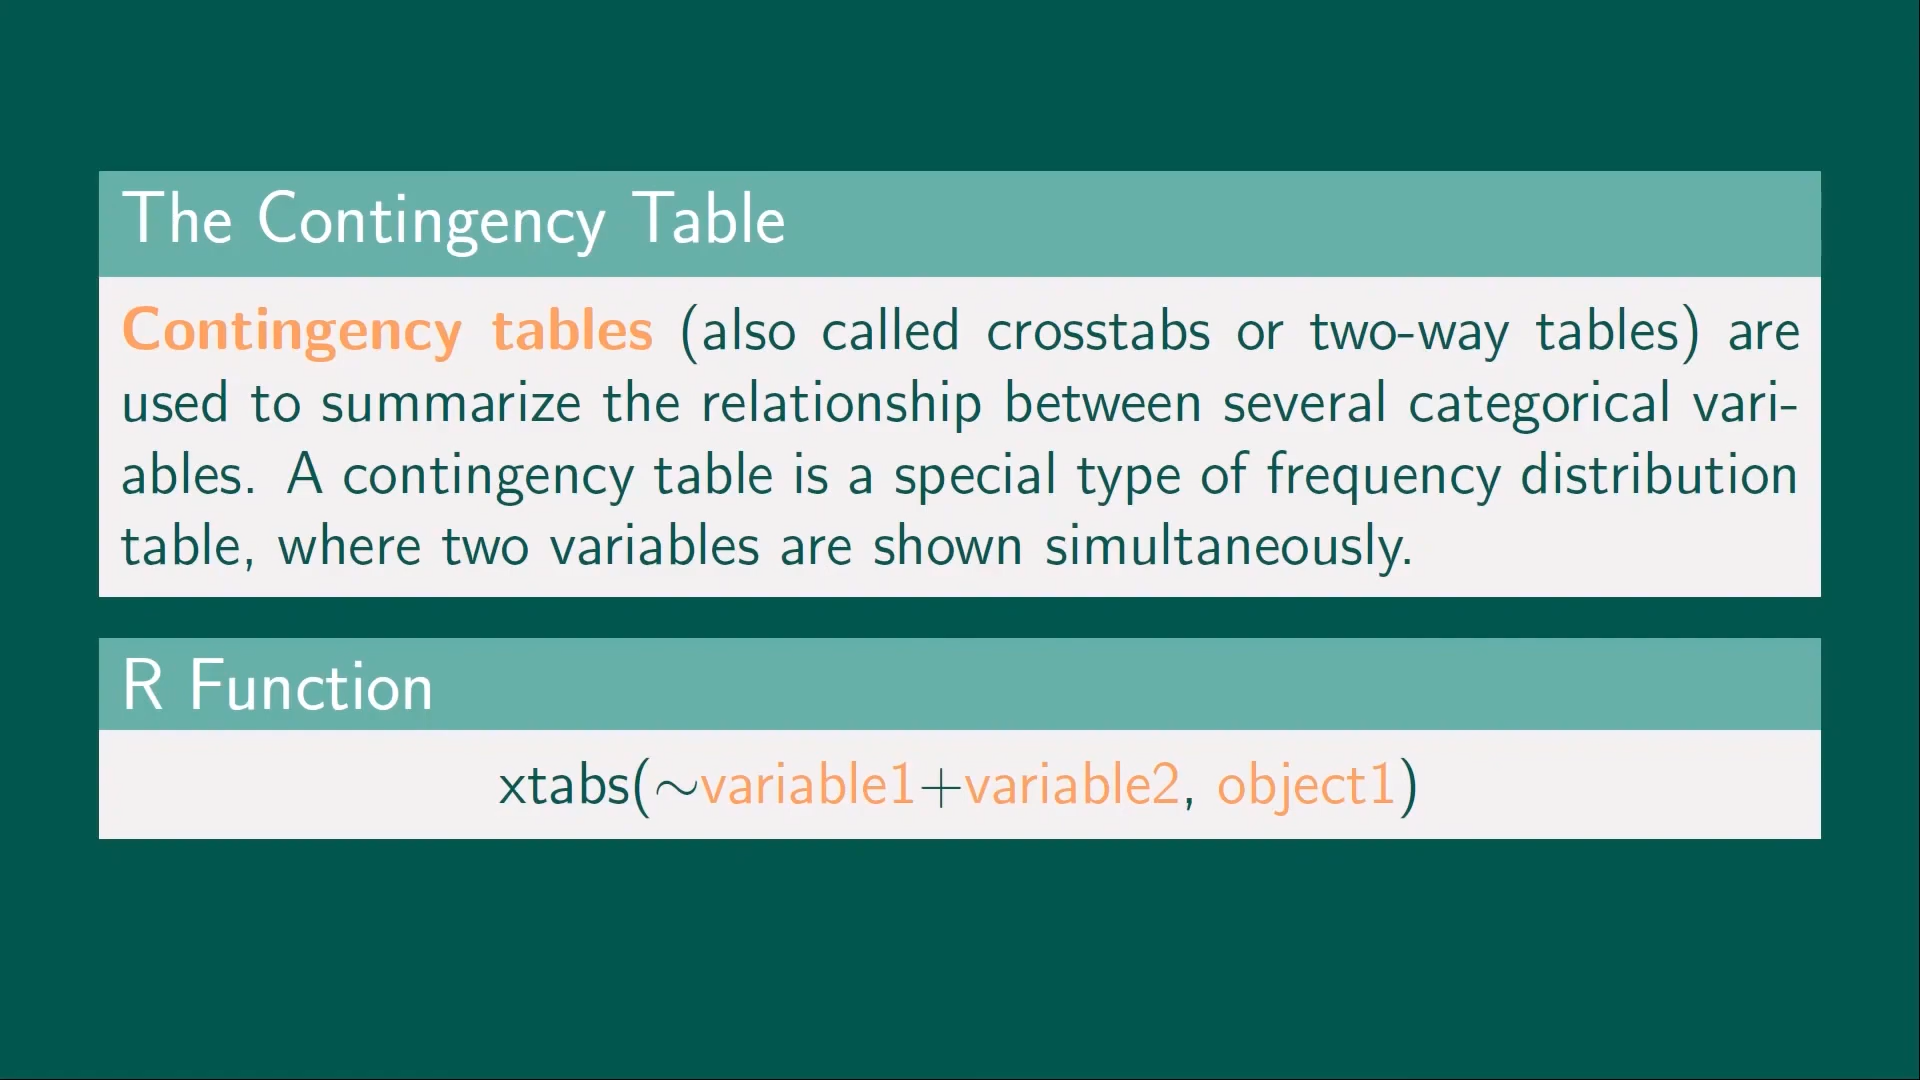 The Contingency Table
Contingency tables (also called crosstabs or two-way tables) are
used to summarize the relationship between several categorical vari-
ables. A contingency table is a special type of frequency distribution
table, where two variables are shown simultaneously.
R Function
xtabs(∼variable1+variable2, object1)